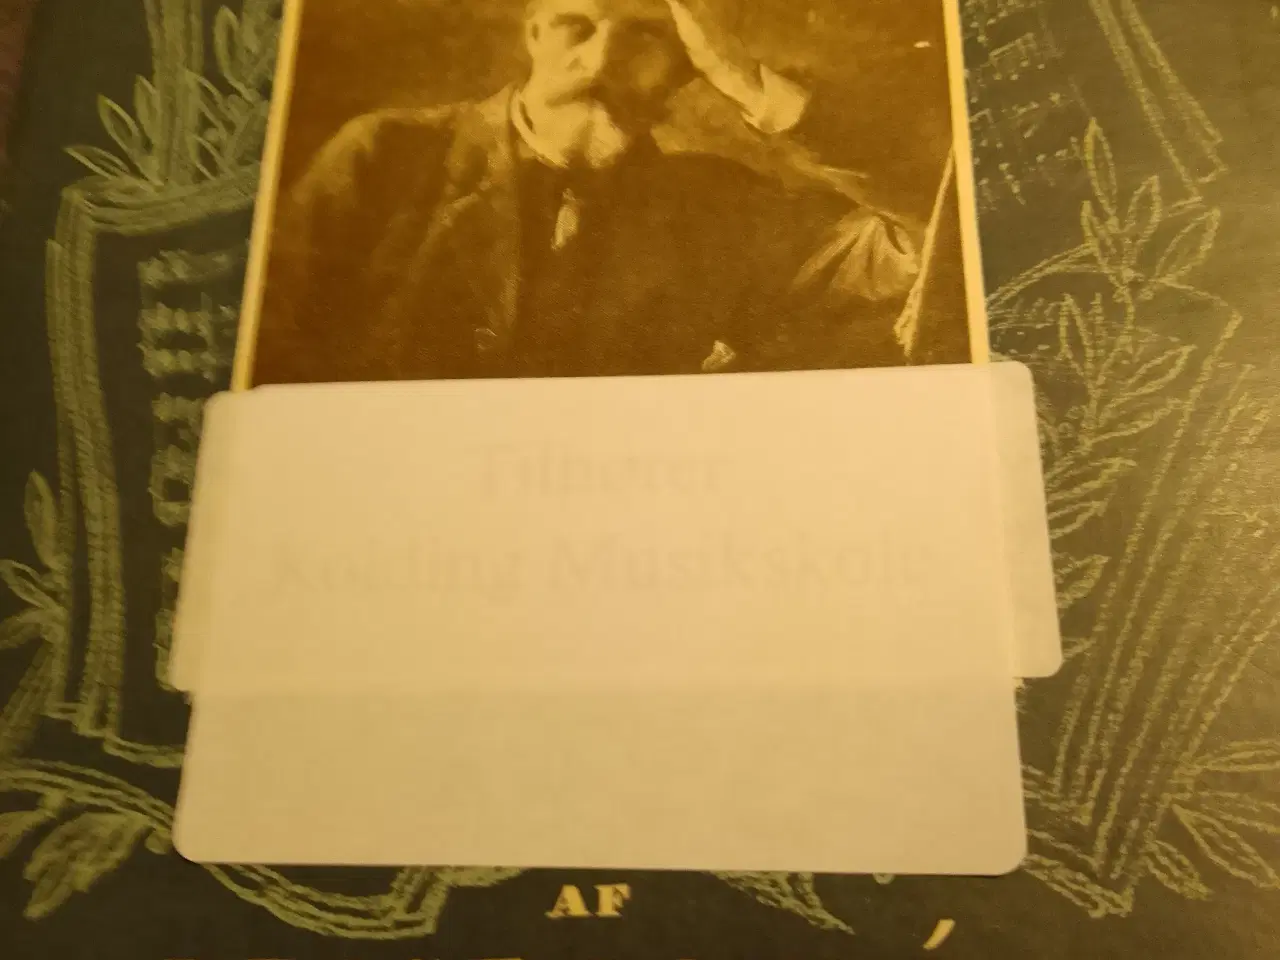 Tilhører
Kolding Musikskole
AF